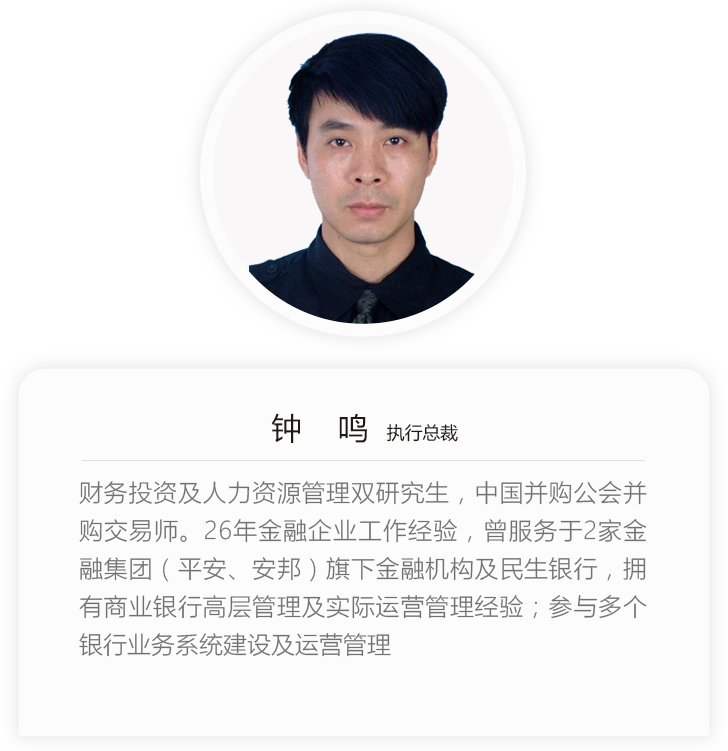 钟 鸣 执行总裁
财务投资及人力资源管理双研究生，中国并购公会并
购交易师。26年金融企业工作经验，曾服务于2家金
融集团（平安、安邦）旗下金融机构及民生银行，拥
有商业银行高层管理及实际运营管理经验；参与多个
银行业务系统建设及运营管理